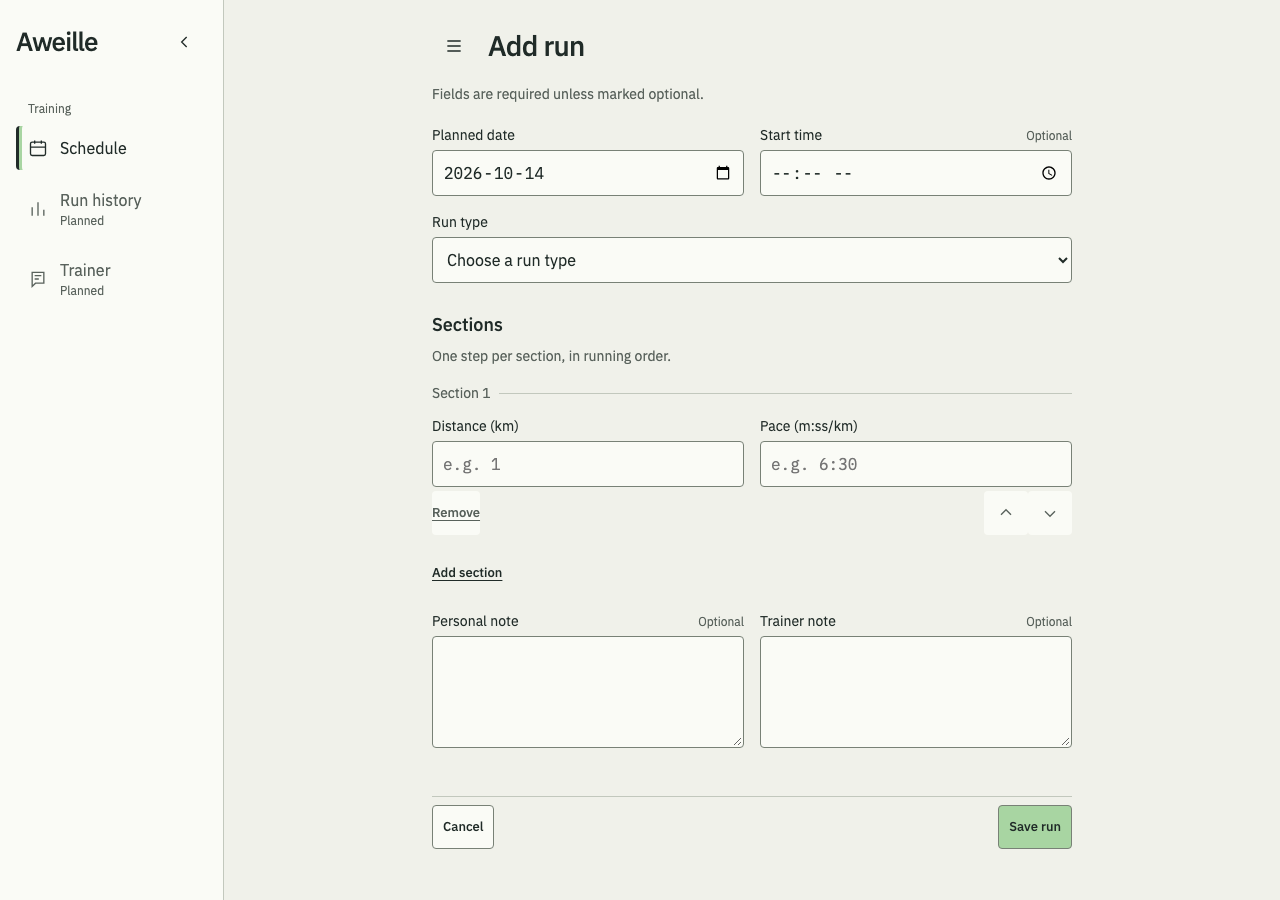 Aweille
Training
Schedule
Run history
Planned
Trainer
Planned
Add run
Fields are required unless marked optional.
Planned date
Start time Optional
2026-10-14
--:-- --
Run type
Choose a run type
Sections
One step per section, in running order.
Section 1
Distance (km)
Pace (m:ss/km)
e.g. 1
e.g. 6:30
Remove
Add section
Personal note Optional
Trainer note Optional
Cancel
Save run